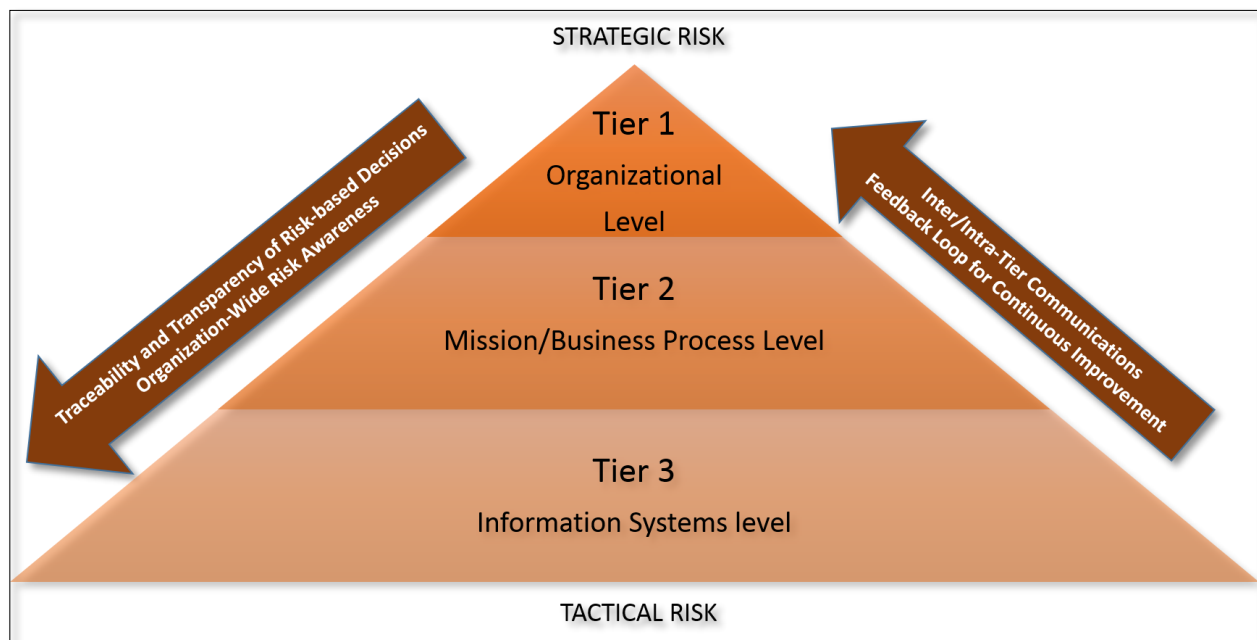 STRATEGIC RISK
Traceability and Transparency of Risk-based Decisions
Organization-Wide Risk Awareness
Tier 1
Organizational
Level
Tier 2
Mission/Business Process Level
Tier 3
Information Systems level
Inter/Intra-Tier Communications
Feedback Loop for Continuous Improvement
TACTICAL RISK